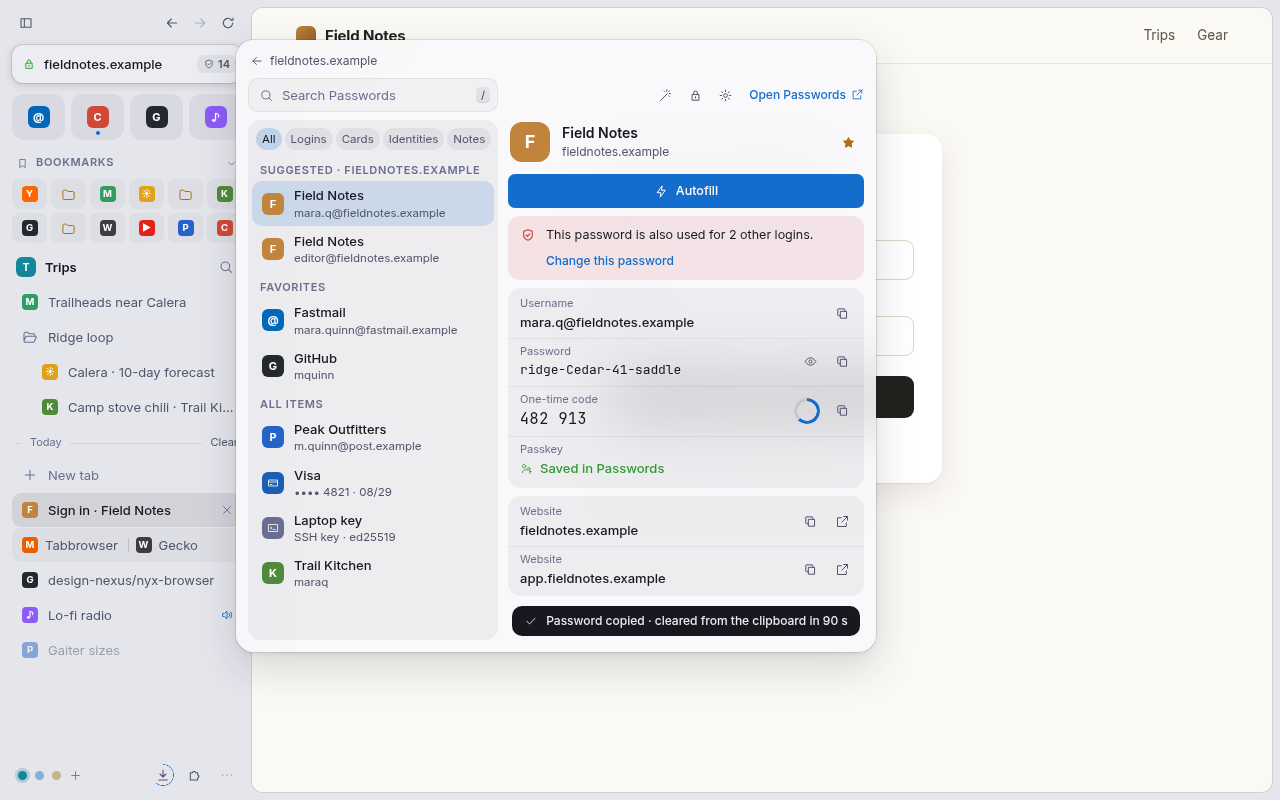 fieldnotes.example
14
@
C
G
BOOKMARKS
Y
M
K
G
W
P
C
T
Trips
M
Trailheads near Calera
Ridge loop
Calera · 10-day forecast
K
Camp stove chili · Trail Ki...
Today
Clear
New tab
F
Sign in · Field Notes
M
Tabbrowser
W
Gecko
G
design-nexus/nyx-browser
Lo-fi radio
P
Gaiter sizes
Field Notes
Trips
Gear
fieldnotes.example
Search Passwords
/
Open Passwords
All
Logins
Cards
Identities
Notes
SUGGESTED · FIELDNOTES.EXAMPLE
F
Field Notes
mara.q@fieldnotes.example
F
Field Notes
editor@fieldnotes.example
FAVORITES
@
Fastmail
mara.quinn@fastmail.example
G
GitHub
mquinn
ALL ITEMS
P
Peak Outfitters
m.quinn@post.example
Visa
•••• 4821 · 08/29
Laptop key
SSH key · ed25519
K
Trail Kitchen
maraq
F
Field Notes
fieldnotes.example
Autofill
This password is also used for 2 other logins.
Change this password
Username
mara.q@fieldnotes.example
Password
ridge-Cedar-41-saddle
One-time code
482 913
Passkey
Saved in Passwords
Website
fieldnotes.example
Website
app.fieldnotes.example
Password copied · cleared from the clipboard in 90 s